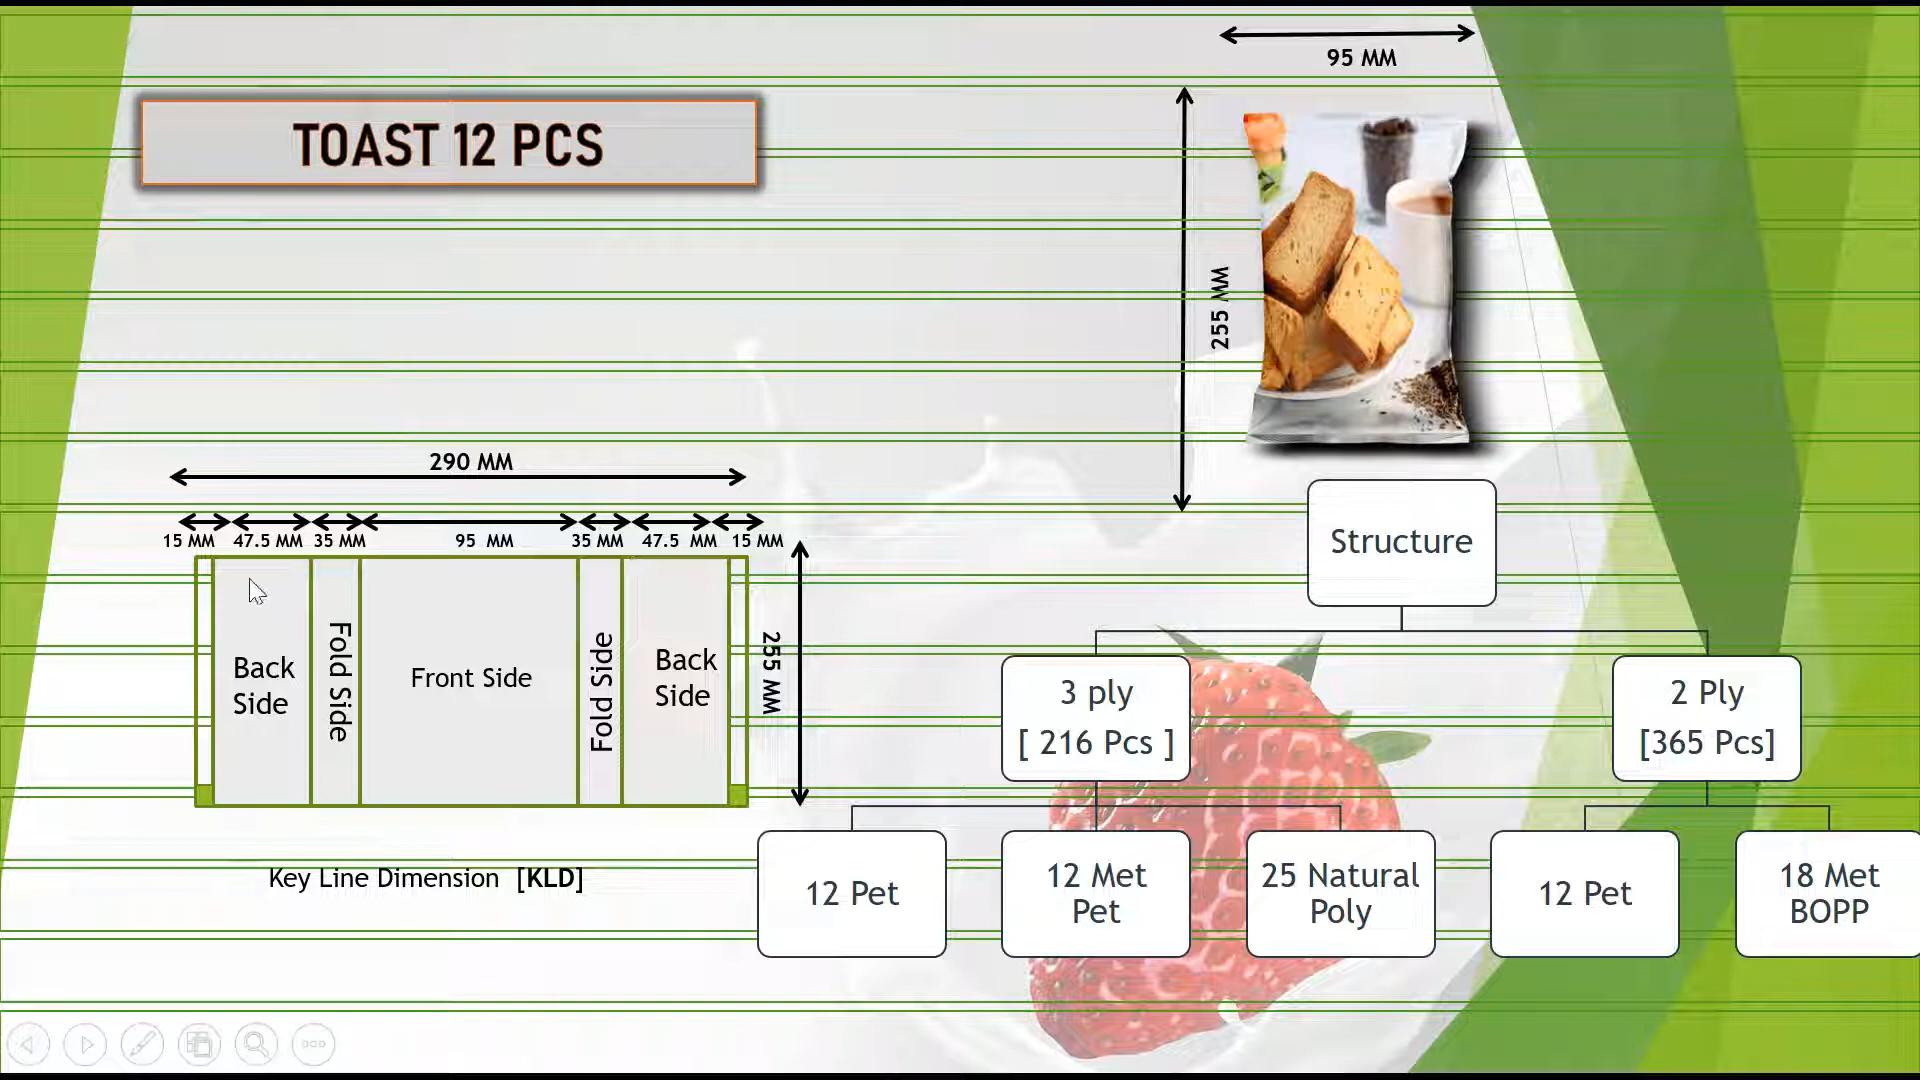 95 MM
TOAST 12 PCS
255 MM
290 MM
15 MM 47.5 MM 35 MM 95 MM 35 MM 47.5 MM 15 MM
Back
Side
Fold Side
Front Side
Fold Side
Back
Side
255 MM
Key Line Dimension [KLD]
Structure
3 ply
[ 216 Pcs ]
2 Ply
[365 Pcs]
12 Pet
12 Met
Pet
25 Natural
Poly
12 Pet
18 Met
BOPP